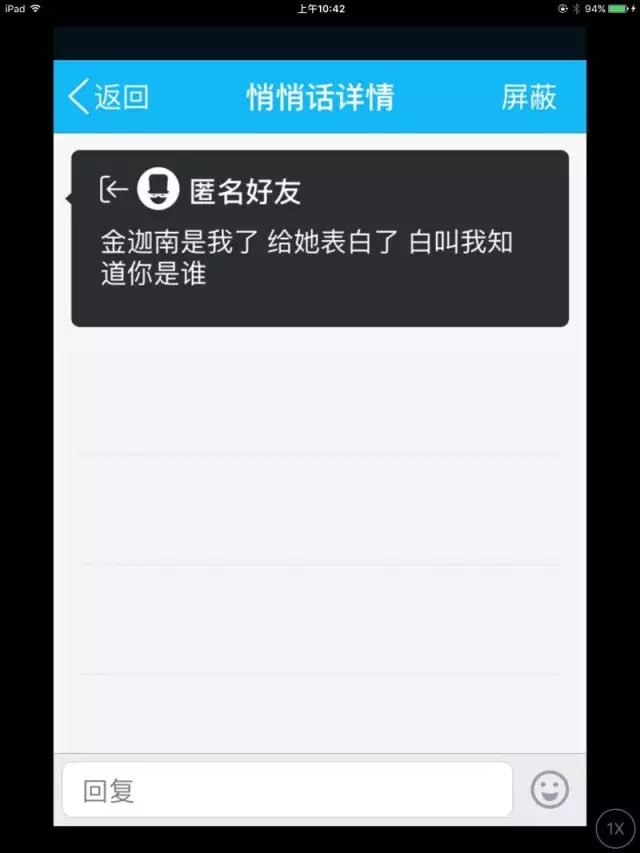 iPad 上午10:42 94%
返回 悄悄话详情 屏蔽
匿名好友
金迦南是我了 给她表白了 白叫我知
道你是谁
回复
1X